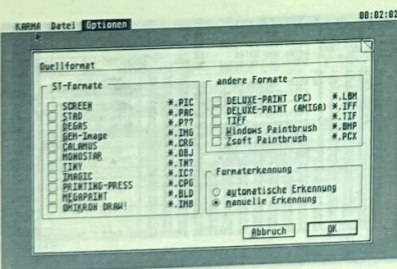 00:02:02
KARMA Datei Optionen
Quellformat
ST-Formate
SCREEN *.PIC
STAD *.PAC
DEGAS *.P??
GEM-Image *.IMG
CALAMUS *.CRG
MONOSTAR *.OBJ
TINY *.TN?
IMAGIC *.IC?
PRINTING-PRESS *.CPG
MEGAPAINT *.BLD
OMIKRON DRAW! *.IMB
andere Formate
DELUXE-PAINT (PC) *.LBM
DELUXE-PAINT (AMIGA) *.IFF
TIFF *.TIF
Windows Paintbrush *.BMP
Zsoft Paintbrush *.PCX
Formaterkennung
automatische Erkennung
manuelle Erkennung
Abbruch OK